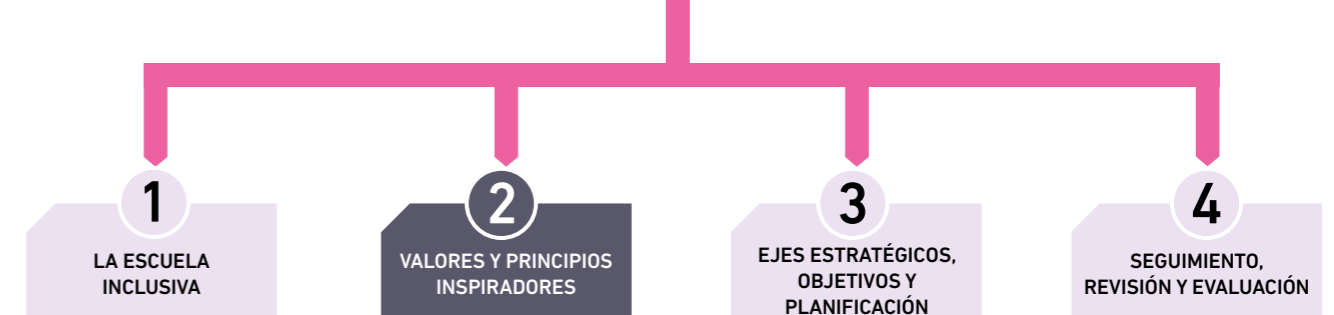 1
LA ESCUELA
INCLUSIVA
2
VALORES Y PRINCIPIOS
INSPIRADORES
3
EJES ESTRATÉGICOS,
OBJETIVOS Y
PLANIFICACIÓN
4
SEGUIMIENTO,
REVISIÓN Y EVALUACIÓN